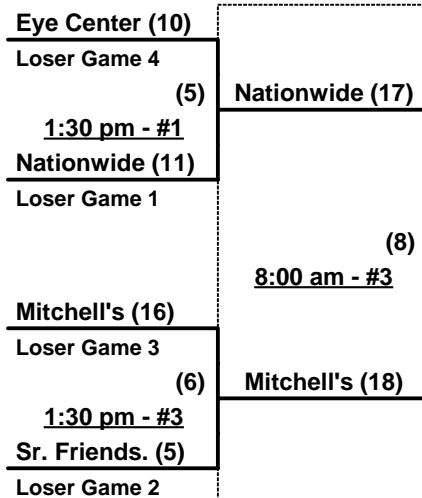 Eye Center (10)
Loser Game 4
(5)
Nationwide (17)
1:30 pm - #1
Nationwide (11)
Loser Game 1
(8)
8:00 am - #3
Mitchell's (16)
Loser Game 3
(6)
Mitchell's (18)
1:30 pm - #3
Sr. Friends. (5)
Loser Game 2